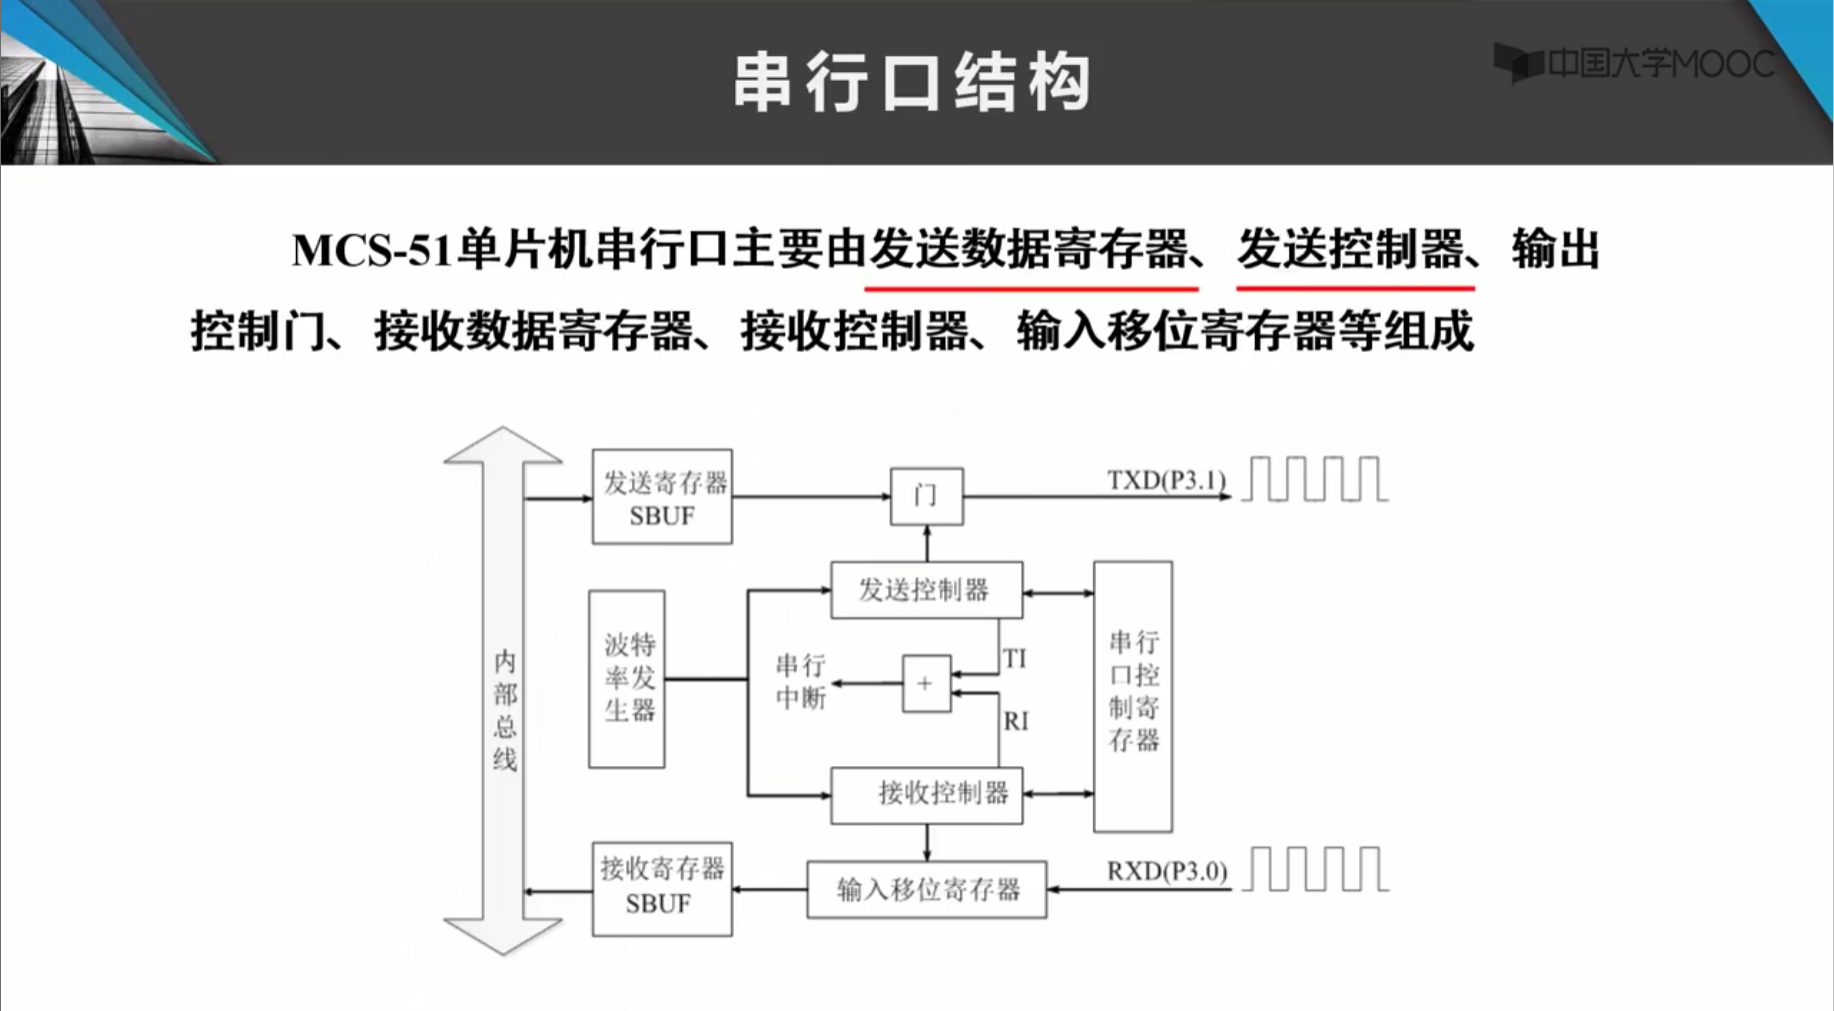 串行口结构
中国大学MOOC
MCS-51单片机串行口主要由发送数据寄存器、发送控制器、输出
控制门、接收数据寄存器、接收控制器、输入移位寄存器等组成
发送寄存器
SBUF
门
TXD(P3.1)
发送控制器
波特
率发
生器
串行
中断
+
TI
RI
串行
口控
制寄
存器
内
部
总
线
接收控制器
接收寄存器
SBUF
输入移位寄存器
RXD(P3.0)